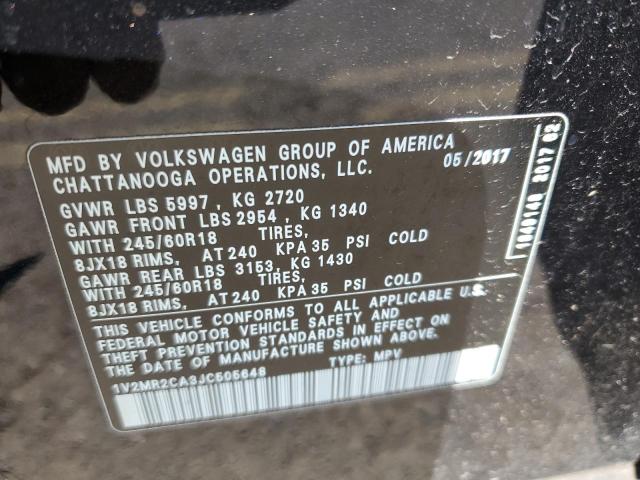 MFD BY VOLKSWAGEN GROUP OF AMERICA
CHATTANOOGA OPERATIONS, LLC. 05/2017
GVWR LBS 5997 , KG 2720
GAWR FRONT LBS 2954 , KG 1340
WITH 245/60R18 TIRES,
8JX18 RIMS, AT 240 KPA 35 PSI COLD
GAWR REAR LBS 3153, KG 1430
WITH 245/60R18 TIRES,
8JX18 RIMS, AT 240 KPA 35 PSI COLD
THIS VEHICLE CONFORMS TO ALL APPLICABLE U.S.
FEDERAL MOTOR VEHICLE SAFETY AND
THEFT PREVENTION STANDARDS IN EFFECT ON
THE DATE OF MANUFACTURE SHOWN ABOVE.
1V2MR2CA3JC505648 TYPE: MPV
2017 02